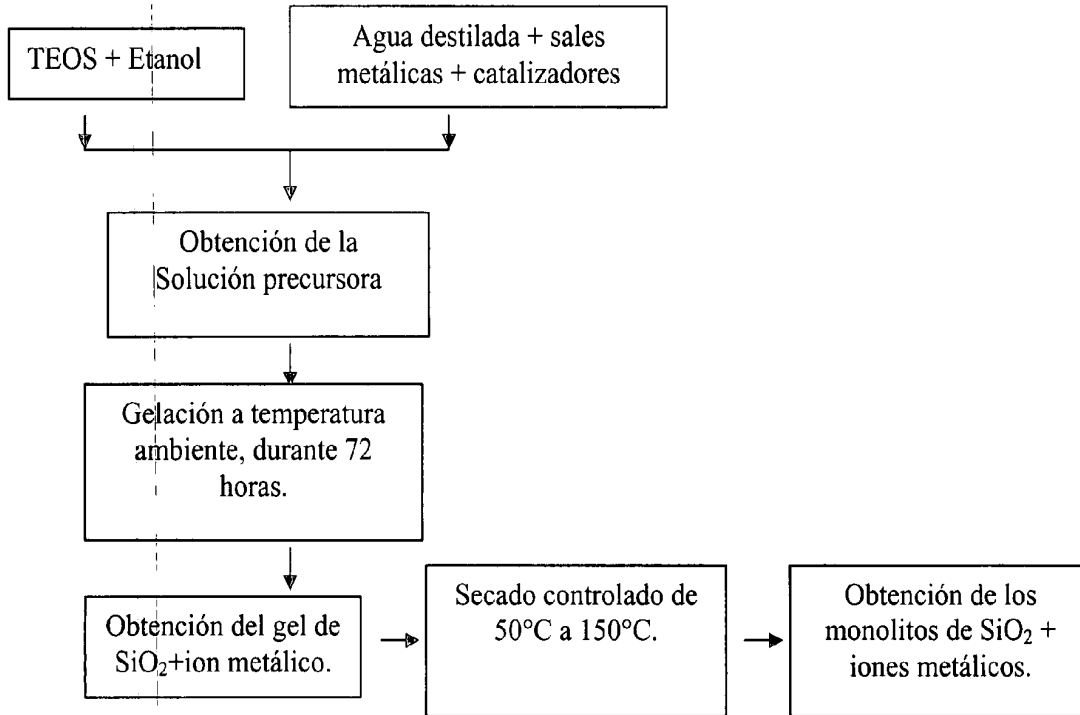 TEOS + Etanol
Agua destilada + sales
metálicas + catalizadores
Obtención de la
Solución precursora
Gelación a temperatura
ambiente, durante 72
horas.
Obtención del gel de
SiO₂+ion metálico.
Secado controlado de
50°C a 150°C.
Obtención de los
monolitos de SiO₂ +
iones metálicos.